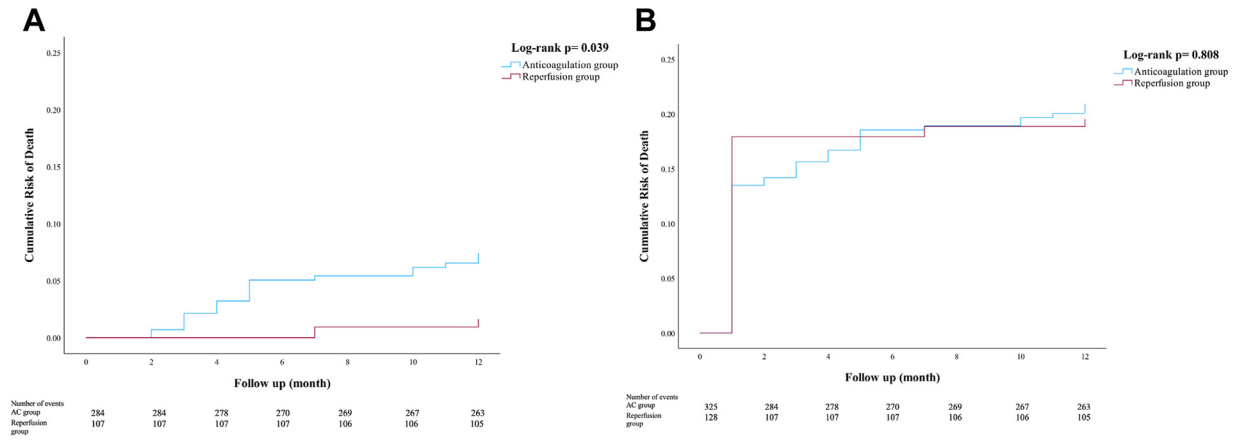 A
Log-rank p= 0.039
Anticoagulation group
Reperfusion group
Cumulative Risk of Death
0.25
0.20
0.15
0.10
0.05
0.00
0 2 4 6 8 10 12
Follow up (month)
Number of events
AC group 284 284 278 270 269 267 263
Reperfusion group 107 107 107 107 106 106 105
B
Log-rank p= 0.808
Anticoagulation group
Reperfusion group
Cumulative Risk of Death
0.25
0.20
0.15
0.10
0.05
0.00
0 2 4 6 8 10 12
Follow up (month)
Number of events
AC group 325 284 278 270 269 267 263
Reperfusion group 128 107 107 107 106 106 105